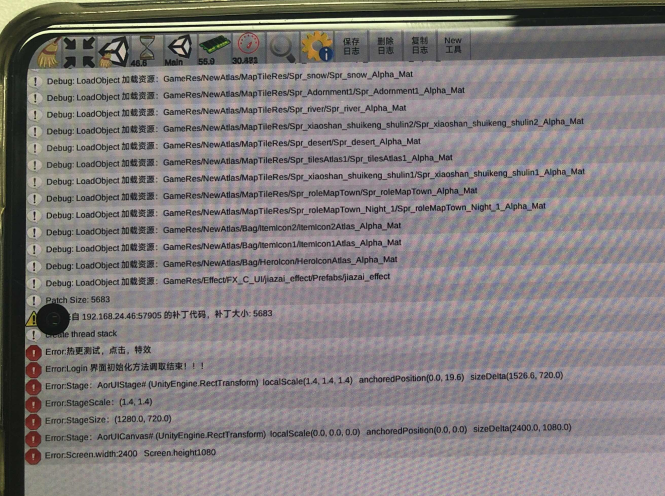 46.6 Main 55.0 30.4 保存日志 删除日志 复制日志 New 工具
Debug: LoadObject 加载资源：GameRes/NewAtlas/MapTileRes/Spr_snow/Spr_snow_Alpha_Mat
Debug: LoadObject 加载资源：GameRes/NewAtlas/MapTileRes/Spr_Adornment1/Spr_Adornment1_Alpha_Mat
Debug: LoadObject 加载资源：GameRes/NewAtlas/MapTileRes/Spr_river/Spr_river_Alpha_Mat
Debug: LoadObject 加载资源：GameRes/NewAtlas/MapTileRes/Spr_xiaoshan_shuikeng_shulin2/Spr_xiaoshan_shuikeng_shulin2_Alpha_Mat
Debug: LoadObject 加载资源：GameRes/NewAtlas/MapTileRes/Spr_desert/Spr_desert_Alpha_Mat
Debug: LoadObject 加载资源：GameRes/NewAtlas/MapTileRes/Spr_tilesAtlas1/Spr_tilesAtlas1_Alpha_Mat
Debug: LoadObject 加载资源：GameRes/NewAtlas/MapTileRes/Spr_xiaoshan_shuikeng_shulin1/Spr_xiaoshan_shuikeng_shulin1_Alpha_Mat
Debug: LoadObject 加载资源：GameRes/NewAtlas/MapTileRes/Spr_roleMapTown/Spr_roleMapTown_Alpha_Mat
Debug: LoadObject 加载资源：GameRes/NewAtlas/MapTileRes/Spr_roleMapTown_Night_1/Spr_roleMapTown_Night_1_Alpha_Mat
Debug: LoadObject 加载资源：GameRes/NewAtlas/Bag/ItemIcon2/ItemIcon2Atlas_Alpha_Mat
Debug: LoadObject 加载资源：GameRes/NewAtlas/Bag/ItemIcon1/ItemIcon1Atlas_Alpha_Mat
Debug: LoadObject 加载资源：GameRes/NewAtlas/Bag/HeroIcon/HeroIconAtlas_Alpha_Mat
Debug: LoadObject 加载资源：GameRes/Effect/FX_C_UI/jiazai_effect/Prefabs/jiazai_effect
Patch Size: 5683
自 192.168.24.46:57905 的补丁代码，补丁大小: 5683
create thread stack
Error:热更测试，点击，特效
Error:Login 界面初始化方法调取结束！！！
Error:Stage：AorUIStage# (UnityEngine.RectTransform) localScale(1.4, 1.4, 1.4) anchoredPosition(0.0, 19.6) sizeDelta(1526.6, 720.0)
Error:StageScale：(1.4, 1.4)
Error:StageSize：(1280.0, 720.0)
Error:Stage：AorUICanvas# (UnityEngine.RectTransform) localScale(0.0, 0.0, 0.0) anchoredPosition(0.0, 0.0) sizeDelta(2400.0, 1080.0)
Error:Screen.width:2400 Screen.height1080